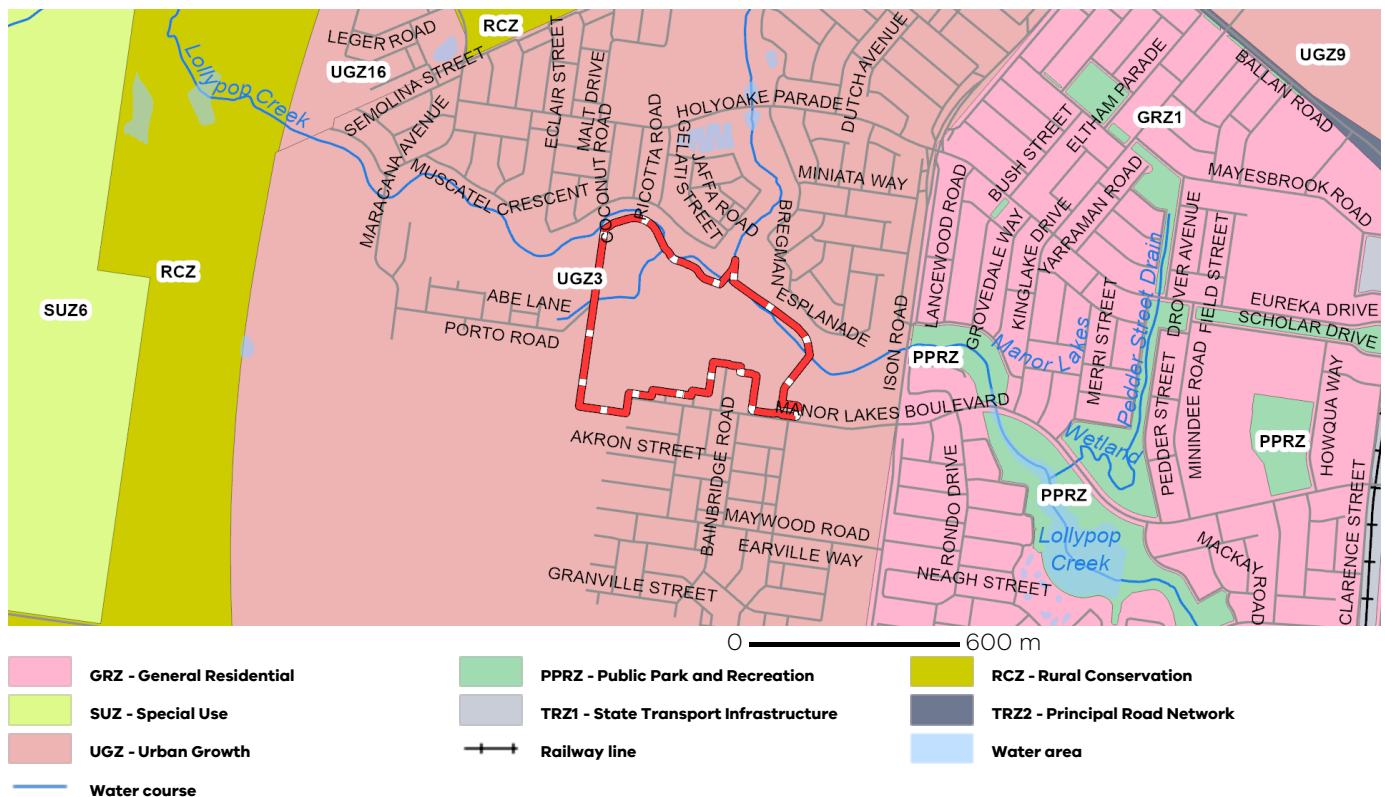 LEGER ROAD
RCZ
UGZ16
SEMOLINA STREET
Lollypop Creek
MARACANA AVENUE
MUSCATEL CRESCENT
ECLAIR STREET
MALTI DRIVE
COCONUT ROAD
RICOTTA ROAD
GELATI STREET
JAFFA ROAD
HOLYOAKE PARADE
DUTCH AVENUE
MINIATA WAY
BREGMAN
ESPLANADE
UGZ9
BALLAN ROAD
ELTHAM PARADE
GRZ1
BUSH STREET
MAYESBROOK ROAD
LANCEWOOD ROAD
GROVEDALE WAY
KINGLAKE DRIVE
YARRAMAN ROAD
DROVER AVENUE
FIELD STREET
Pedder Street Drain
EUREKA DRIVE
SCHOLAR DRIVE
RCZ
SUZ6
UGZ3
ABE LANE
PORTO ROAD
ISON ROAD
PPRZ
Manor Lakes
MERRI STREET
PEDDER STREET
MININDEE ROAD
HOWQUA WAY
PPRZ
MANOR LAKES BOULEVARD
AKRON STREET
BAINBRIDGE ROAD
Wetland
PPRZ
MAYWOOD ROAD
EARVILLE WAY
GRANVILLE STREET
RONDO DRIVE
NEAGH STREET
Lollypop
Creek
MACKAY ROAD
CLARENCE STREET
0 600 m
GRZ - General Residential
PPRZ - Public Park and Recreation
RCZ - Rural Conservation
SUZ - Special Use
TRZ1 - State Transport Infrastructure
TRZ2 - Principal Road Network
UGZ - Urban Growth
Railway line
Water area
Water course